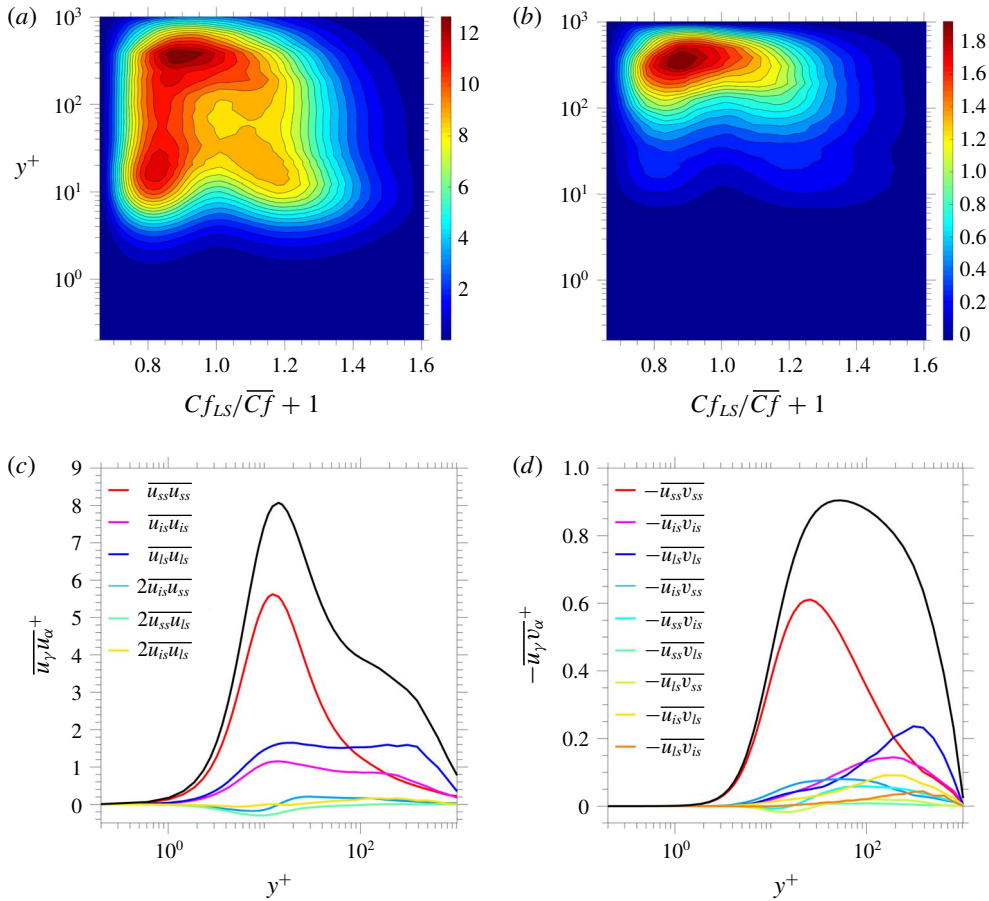 (a)
10³
10²
10¹
10⁰
y⁺
0.8 1.0 1.2 1.4 1.6
Cf_LS/C̅f̅ + 1
12
10
8
6
4
2
(b)
10³
10²
10¹
10⁰
0.8 1.0 1.2 1.4 1.6
Cf_LS/C̅f̅ + 1
1.8
1.6
1.4
1.2
1.0
0.8
0.6
0.4
0.2
0
(c)
9
8
7
6
5
4
3
2
1
0
\overline{u_γ u_α}⁺
\overline{u_{ss}u_{ss}}
\overline{u_{is}u_{is}}
\overline{u_{ls}u_{ls}}
2\overline{u_{is}u_{ss}}
2\overline{u_{ss}u_{ls}}
2\overline{u_{is}u_{ls}}
10⁰ 10²
y⁺
(d)
1.0
0.8
0.6
0.4
0.2
0
−\overline{u_γ v_α}⁺
−\overline{u_{ss}v_{ss}}
−\overline{u_{is}v_{is}}
−\overline{u_{ls}v_{ls}}
−\overline{u_{is}v_{ss}}
−\overline{u_{ss}v_{is}}
−\overline{u_{ss}v_{ls}}
−\overline{u_{ls}v_{ss}}
−\overline{u_{is}v_{ls}}
−\overline{u_{ls}v_{is}}
10⁰ 10²
y⁺